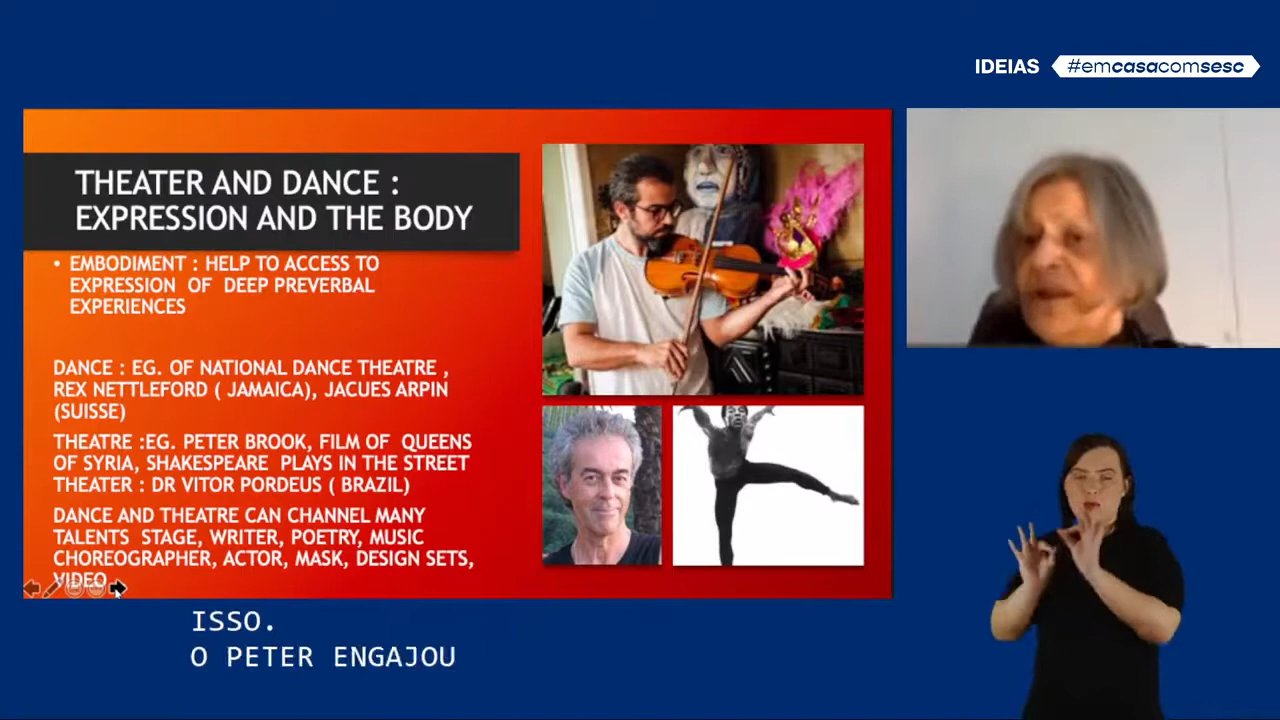 IDEIAS #emcasacomsesc
THEATER AND DANCE :
EXPRESSION AND THE BODY
• EMBODIMENT : HELP TO ACCESS TO
EXPRESSION OF DEEP PREVERBAL
EXPERIENCES
DANCE : EG. OF NATIONAL DANCE THEATRE ,
REX NETTLEFORD ( JAMAICA), JACUES ARPIN
(SUISSE)
THEATRE :EG. PETER BROOK, FILM OF QUEENS
OF SYRIA, SHAKESPEARE PLAYS IN THE STREET
THEATER : DR VITOR PORDEUS ( BRAZIL)
DANCE AND THEATRE CAN CHANNEL MANY
TALENTS STAGE, WRITER, POETRY, MUSIC
CHOREOGRAPHER, ACTOR, MASK, DESIGN SETS,
VIDEO
ISSO.
O PETER ENGAJOU